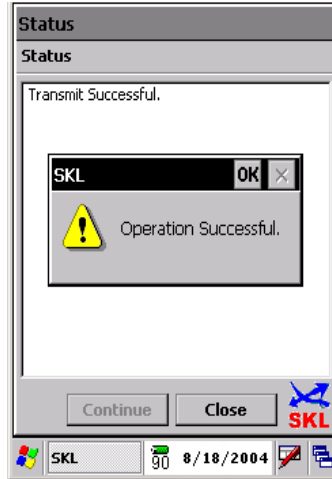 Status
Status
Transmit Successful.
SKL OK
Operation Successful.
Continue Close
SKL
SKL 90 8/18/2004